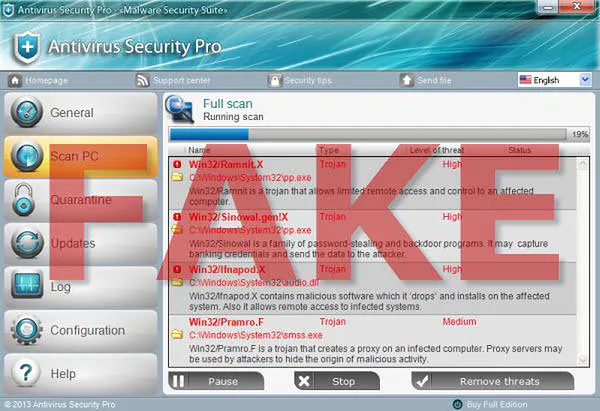 Antivirus Security Pro - «Malware Security Suite»
Antivirus Security Pro
Homepage
Support center
Security tips
Send file
English
General
Scan PC
Quarantine
Updates
Log
Configuration
Help
Full scan
Running scan
19%
Name Type Level of threat Status
Win32/Ramnit.X Trojan High
C:\Windows\System32\pp.exe
Win32/Ramnit is a trojan that allows limited remote access and control to an affected
computer.
Win32/Sinowal.gen!X Trojan High
C:\Windows\System32\pp.exe
Win32/Sinowal is a family of password-stealing and backdoor programs. It may capture
banking credentials and send the data to the attacker.
Win32/Ifnapod.X Trojan High
C:\Windows\System32\audio.dll
Win32/Ifnapod.X contains malicious software which it 'drops' and installs on the affected
system. Also it allows remote access to infected systems.
Win32/Pramro.F Trojan Medium
C:\Windows\System32\smss.exe
Win32/Pramro.F is a trojan that creates a proxy on an infected computer. Proxy servers may
be used by attackers to hide the origin of malicious activity.
FAKE
Pause
Stop
Remove threats
© 2013 Antivirus Security Pro
Buy Full Edition